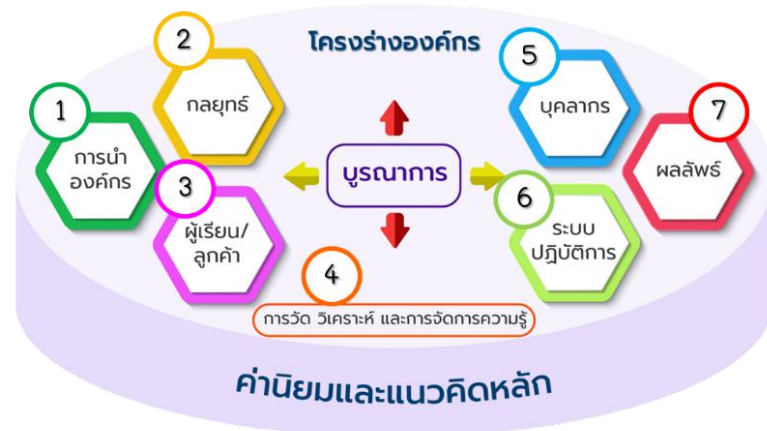 โครงร่างองค์กร
1
การนำ
องค์กร
2
กลยุทธ์
3
ผู้เรียน/
ลูกค้า
บูรณาการ
4
การวัด วิเคราะห์ และการจัดการความรู้
5
บุคลากร
6
ระบบ
ปฏิบัติการ
7
ผลลัพธ์
ค่านิยมและแนวคิดหลัก